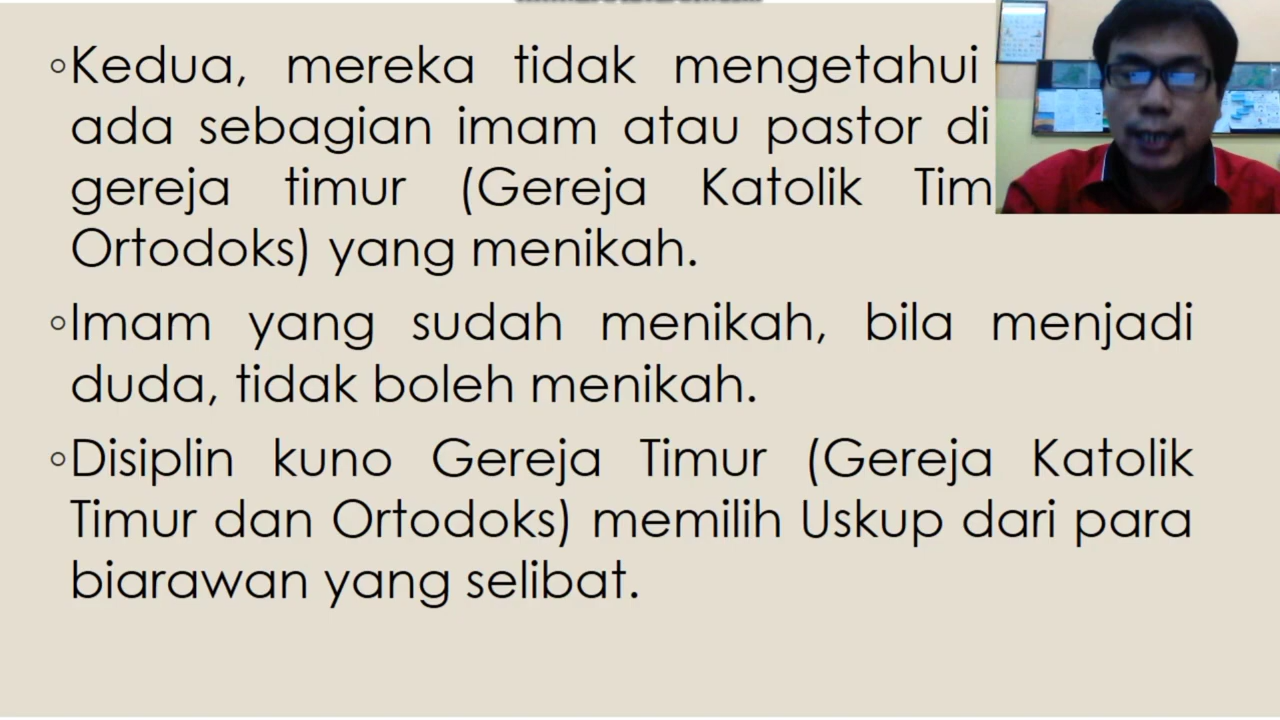 ◦Kedua, mereka tidak mengetahui
ada sebagian imam atau pastor di
gereja timur (Gereja Katolik Tim
Ortodoks) yang menikah.
◦Imam yang sudah menikah, bila menjadi
duda, tidak boleh menikah.
◦Disiplin kuno Gereja Timur (Gereja Katolik
Timur dan Ortodoks) memilih Uskup dari para
biarawan yang selibat.